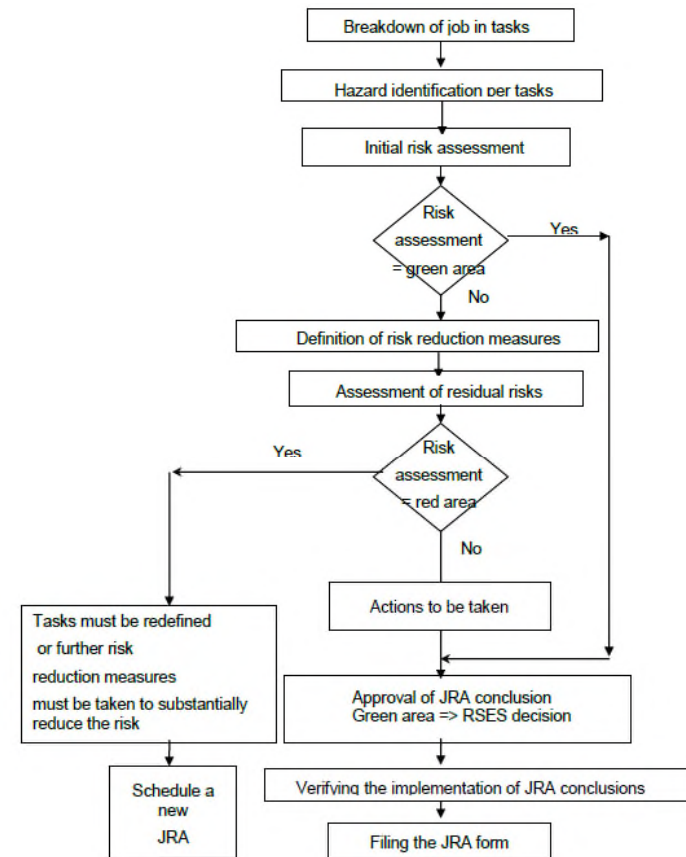 Breakdown of job in tasks
Hazard identification per tasks
Initial risk assessment
Risk
assessment
= green area
Yes
No
Definition of risk reduction measures
Assessment of residual risks
Risk
assessment
= red area
Yes
No
Actions to be taken
Tasks must be redefined
or further risk
reduction measures
must be taken to substantially
reduce the risk
Approval of JRA conclusion
Green area => RSES decision
Schedule a
new
JRA
Verifying the implementation of JRA conclusions
Filing the JRA form